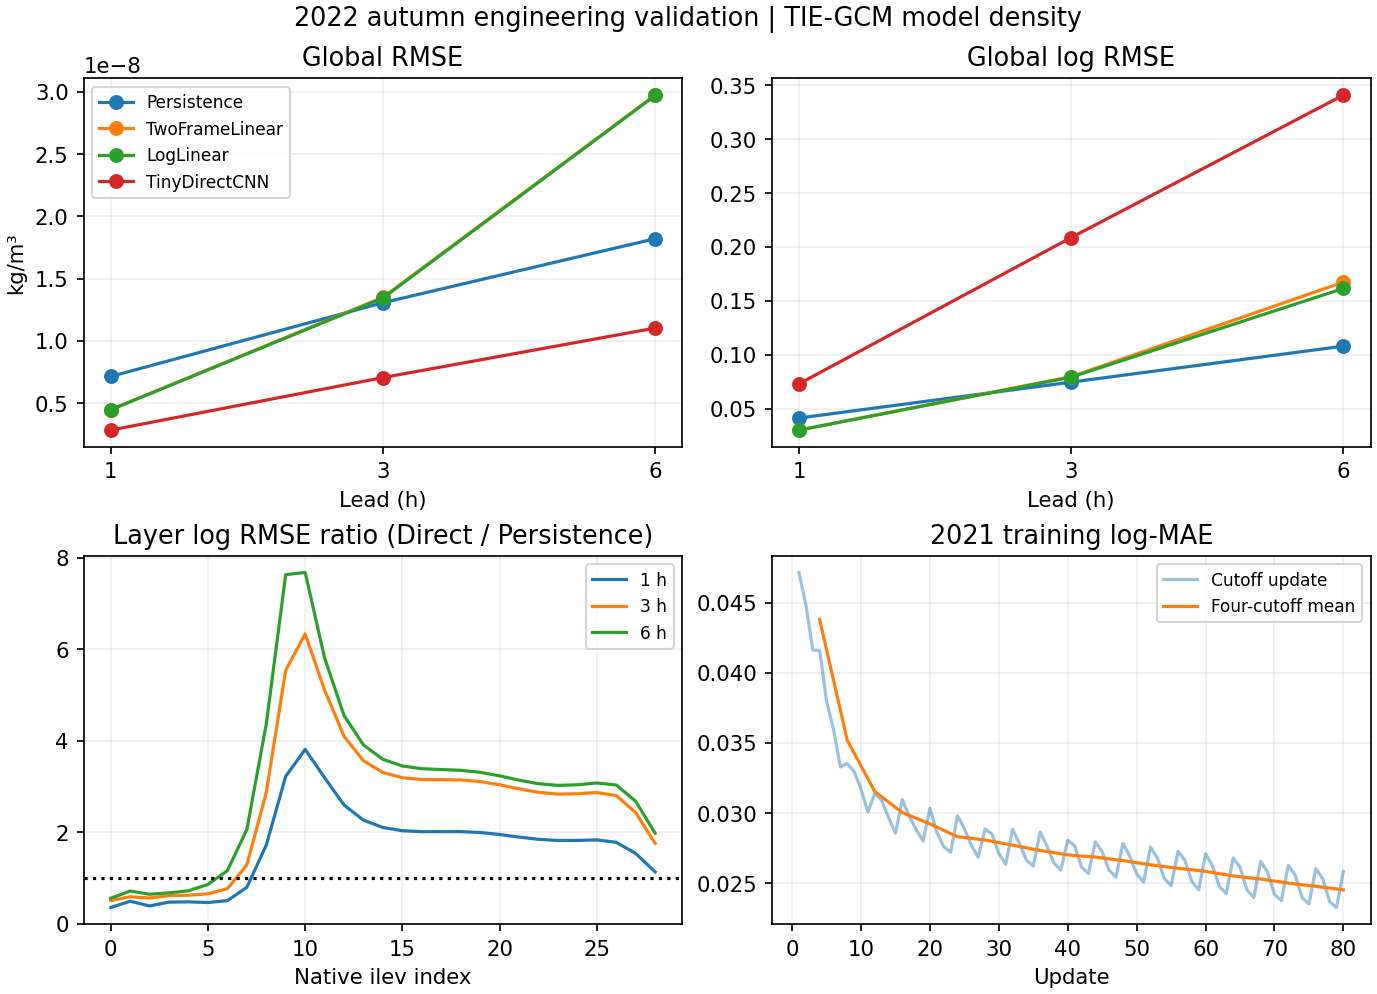 2022 autumn engineering validation | TIE-GCM model density
Global RMSE
1e−8
3.0
2.5
2.0
1.5
1.0
0.5
kg/m³
Persistence
TwoFrameLinear
LogLinear
TinyDirectCNN
1 3 6
Lead (h)
Global log RMSE
0.35
0.30
0.25
0.20
0.15
0.10
0.05
1 3 6
Lead (h)
Layer log RMSE ratio (Direct / Persistence)
8
6
4
2
0
1 h
3 h
6 h
0 5 10 15 20 25
Native ilev index
2021 training log-MAE
0.045
0.040
0.035
0.030
0.025
Cutoff update
Four-cutoff mean
0 10 20 30 40 50 60 70 80
Update